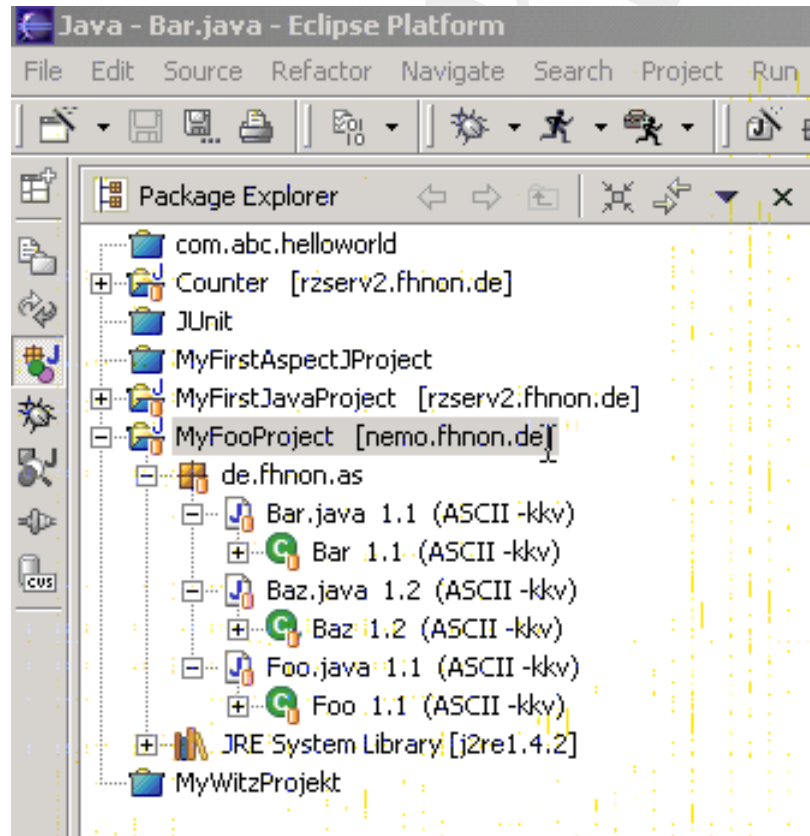 Java - Bar.java - Eclipse Platform
File Edit Source Refactor Navigate Search Project Run
Package Explorer
com.abc.helloworld
Counter [rzserv2.fhnon.de]
JUnit
MyFirstAspectJProject
MyFirstJavaProject [rzserv2.fhnon.de]
MyFooProject [nemo.fhnon.de]
de.fhnon.as
Bar.java 1.1 (ASCII -kkv)
Bar 1.1 (ASCII -kkv)
Baz.java 1.2 (ASCII -kkv)
Baz 1.2 (ASCII -kkv)
Foo.java 1.1 (ASCII -kkv)
CVS
Foo 1.1 (ASCII -kkv)
JRE System Library [j2re1.4.2]
MyWitzProjekt